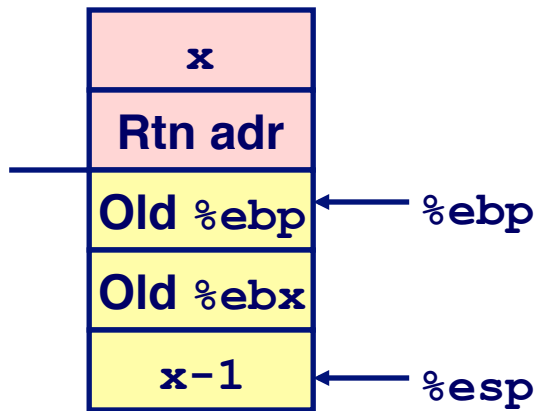 x
Rtn adr
Old %ebp
%ebp
Old %ebx
x-1
%esp